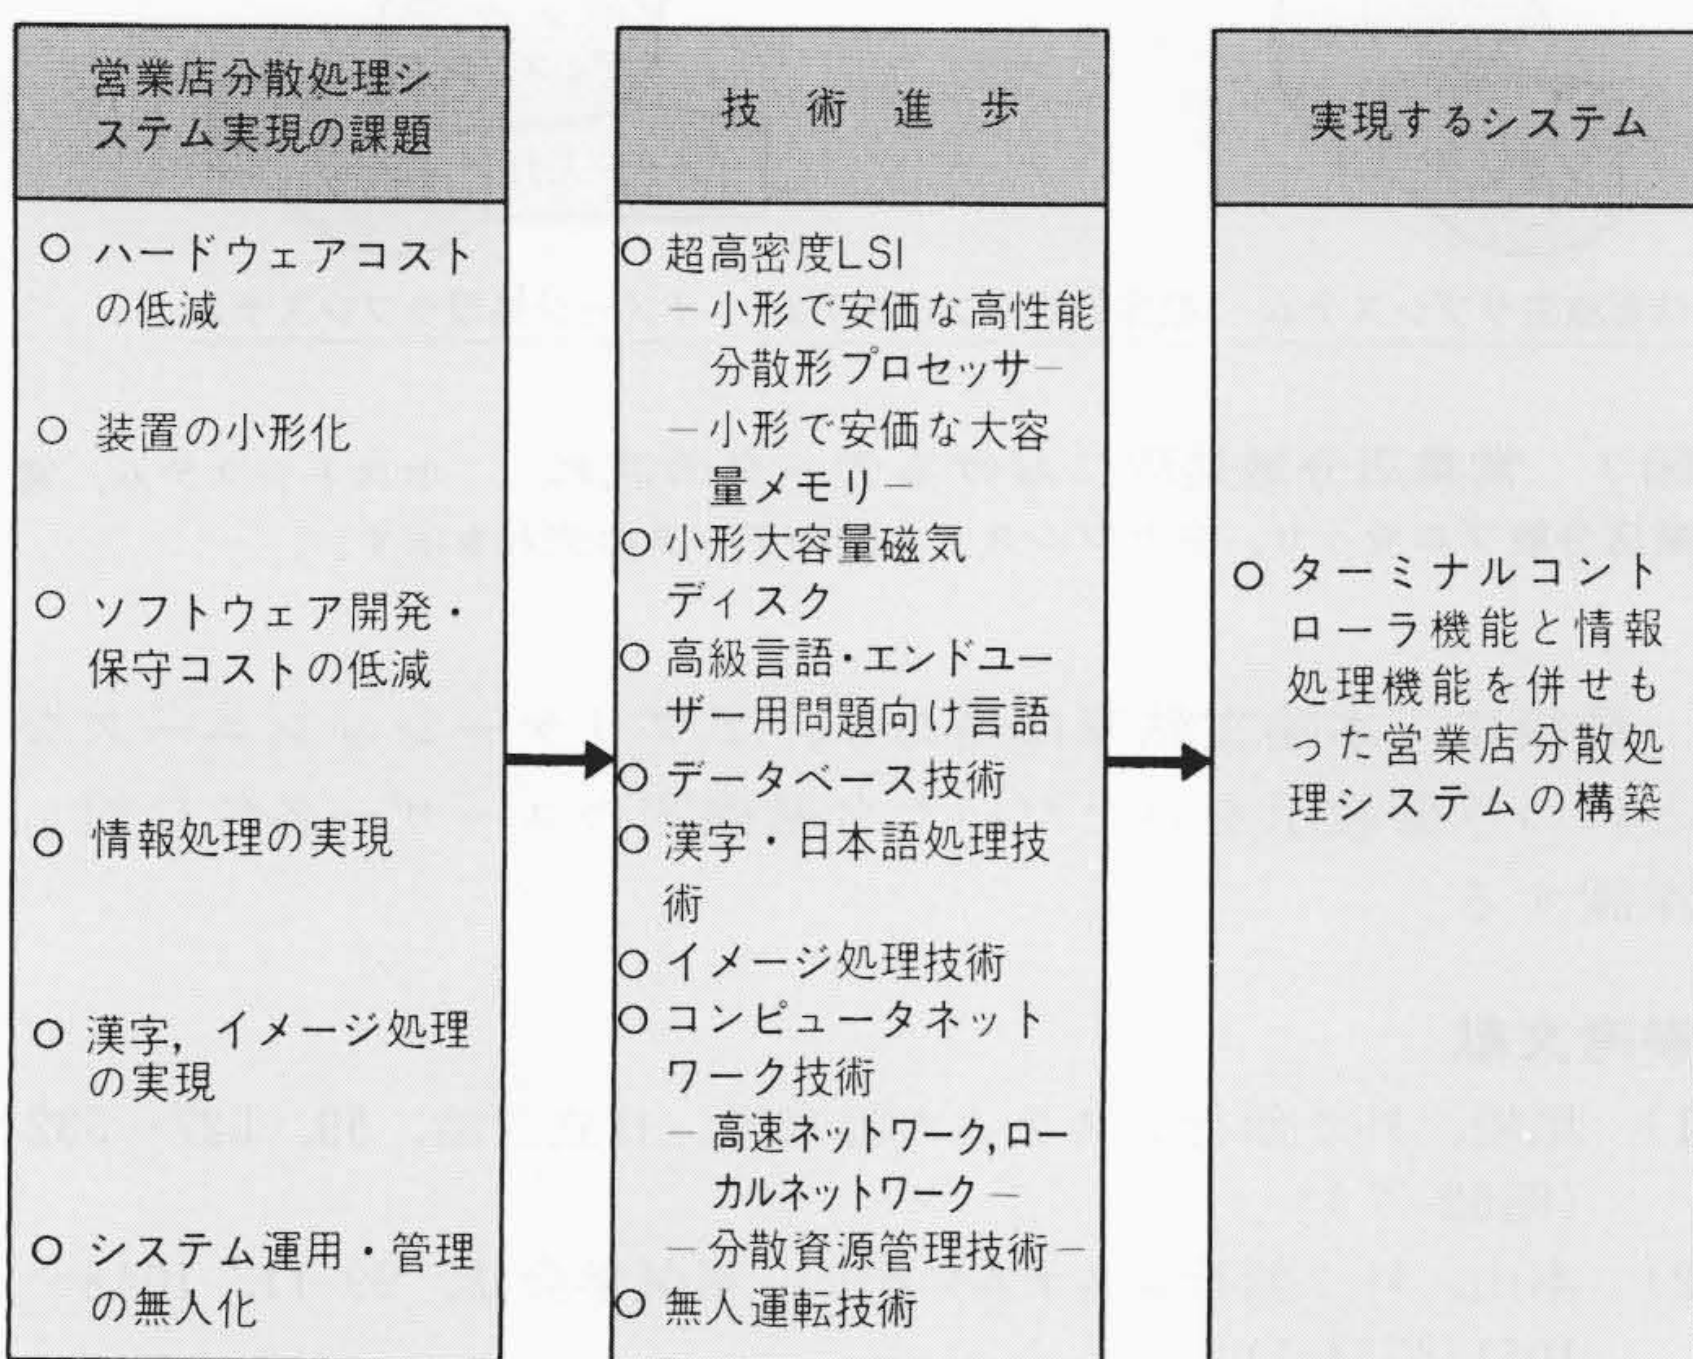 営業店分散処理シ
ステム実現の課題
○ ハードウェアコスト
の低減
○ 装置の小形化
○ ソフトウェア開発・
保守コストの低減
○ 情報処理の実現
○ 漢字,イメージ処理
の実現
○ システム運用・管理
の無人化
技術進歩
○ 超高密度LSI
－小形で安価な高性能
分散形プロセッサ－
－小形で安価な大容
量メモリ－
○ 小形大容量磁気
ディスク
○ 高級言語・エンドユー
ザー用問題向け言語
○ データベース技術
○ 漢字・日本語処理技
術
○ イメージ処理技術
○ コンピュータネット
ワーク技術
－高速ネットワーク,ロー
カルネットワーク－
－分散資源管理技術－
○ 無人運転技術
実現するシステム
○ ターミナルコント
ローラ機能と情報
処理機能を併せも
った営業店分散処
理システムの構築